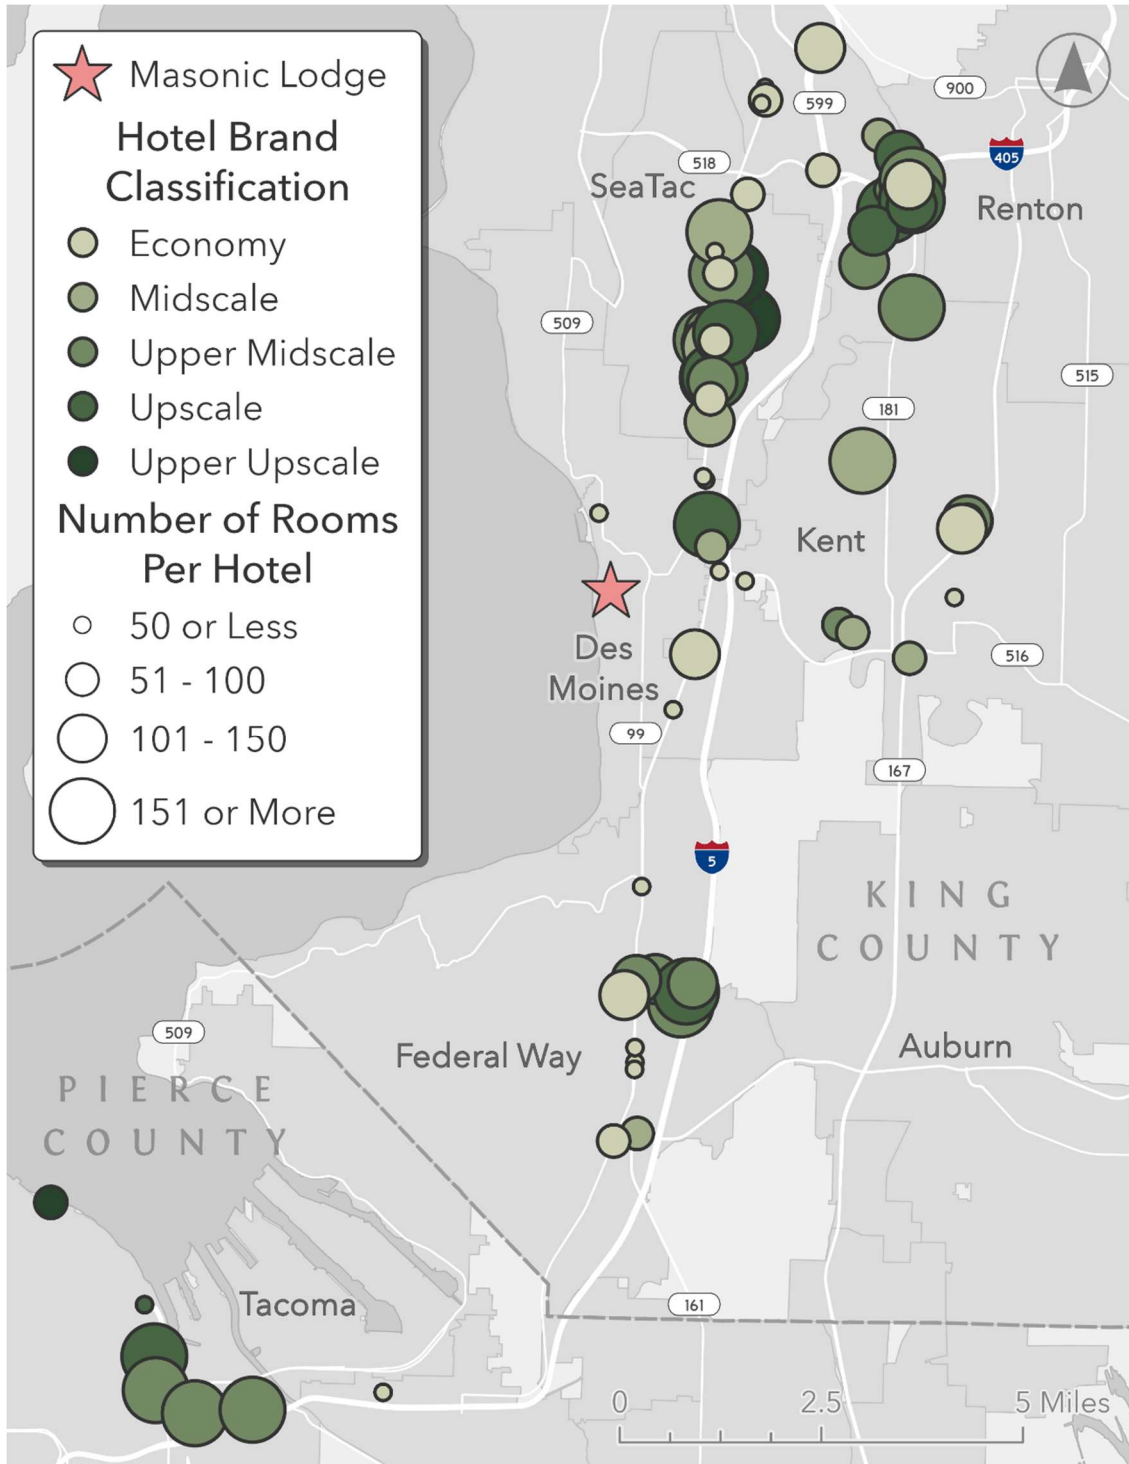 Masonic Lodge
Hotel Brand
Classification
Economy
Midscale
Upper Midscale
Upscale
Upper Upscale
Number of Rooms
Per Hotel
50 or Less
51 - 100
101 - 150
151 or More
900
599
405
518
SeaTac
Renton
509
515
181
Kent
Des
Moines
516
99
167
5
KING
COUNTY
509
Federal Way
Auburn
PIERCE
COUNTY
Tacoma
161
0
2.5
5 Miles